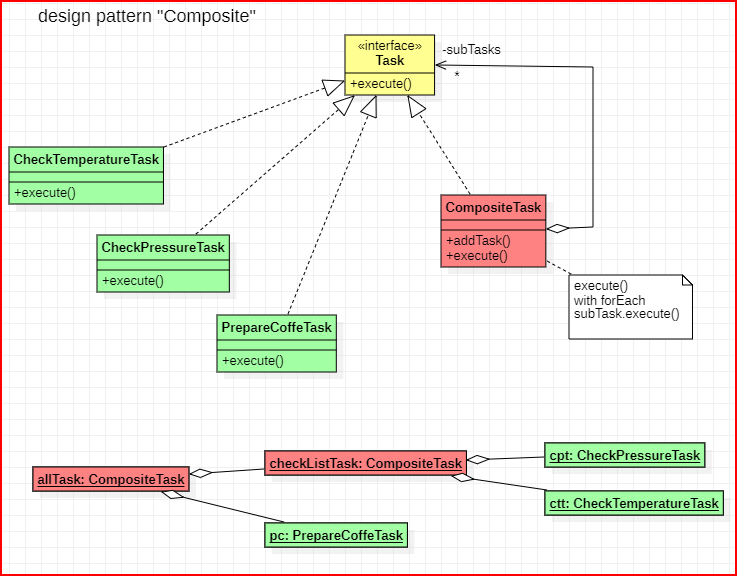 design pattern "Composite"
«interface»
Task
+execute()
-subTasks
*
CheckTemperatureTask
+execute()
CheckPressureTask
+execute()
PrepareCoffeTask
+execute()
CompositeTask
+addTask()
+execute()
execute()
with forEach
subTask.execute()
allTask: CompositeTask
checkListTask: CompositeTask
cpt: CheckPressureTask
ctt: CheckTemperatureTask
pc: PrepareCoffeTask